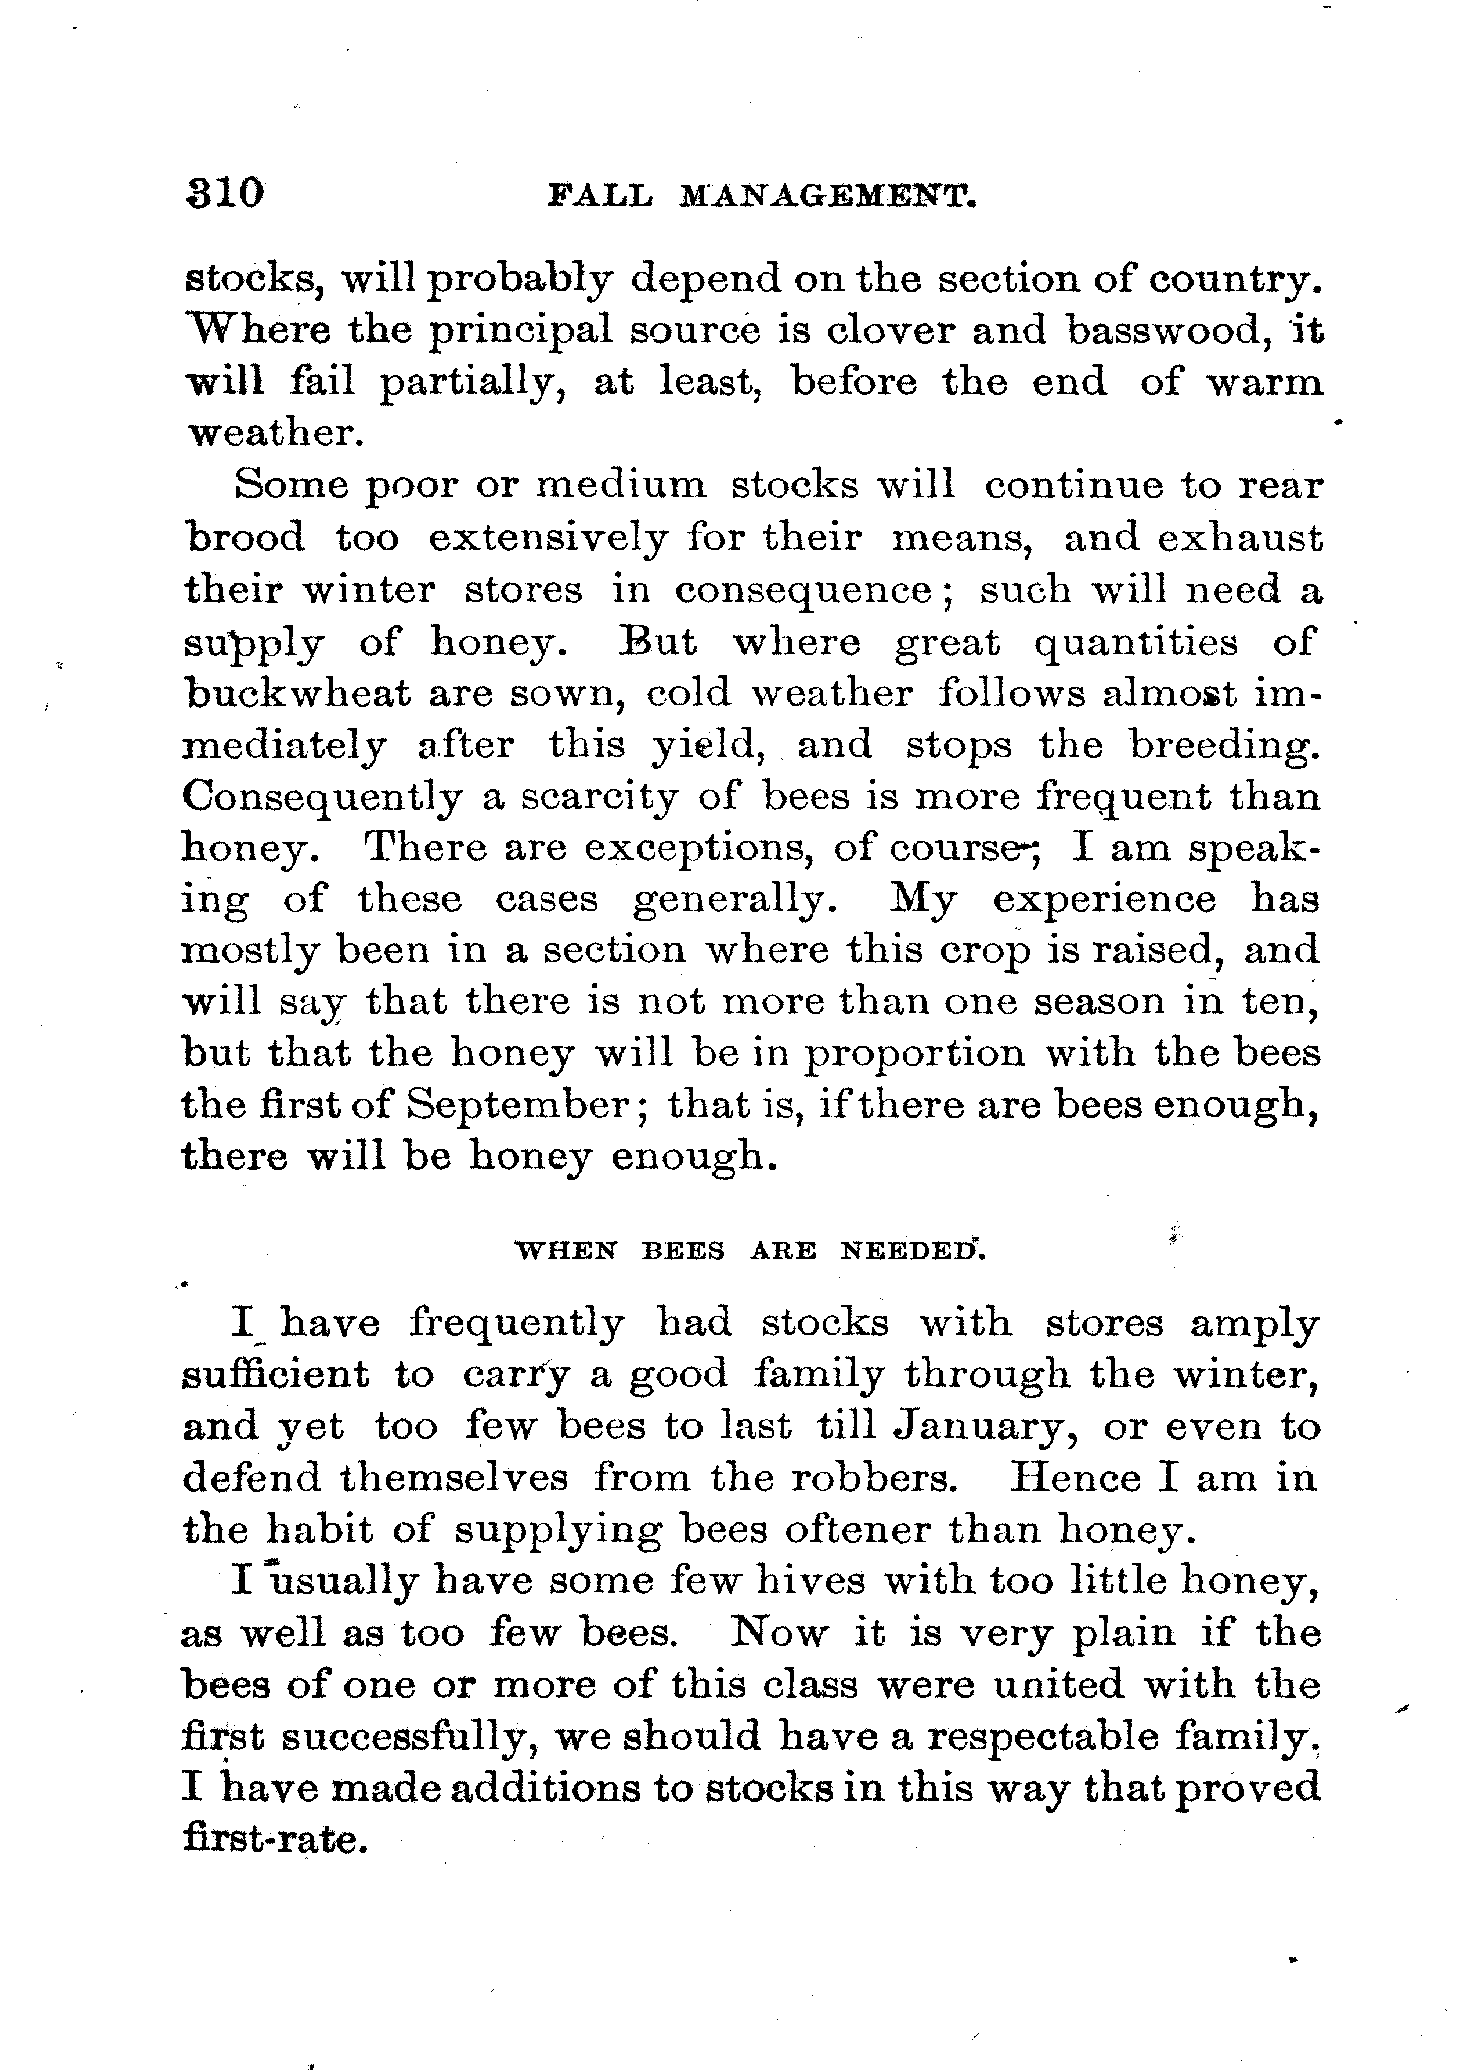 310 FALL MANAGEMENT.
stocks, will probably depend on the section of country.
Where the principal source is clover and basswood, it
will fail partially, at least, before the end of warm
weather.
Some poor or medium stocks will continue to rear
brood too extensively for their means, and exhaust
their winter stores in consequence; such will need a
supply of honey. But where great quantities of
buckwheat are sown, cold weather follows almost im-
mediately after this yield, and stops the breeding.
Consequently a scarcity of bees is more frequent than
honey. There are exceptions, of course; I am speak-
ing of these cases generally. My experience has
mostly been in a section where this crop is raised, and
will say that there is not more than one season in ten,
but that the honey will be in proportion with the bees
the first of September; that is, if there are bees enough,
there will be honey enough.
WHEN BEES ARE NEEDED.
I have frequently had stocks with stores amply
sufficient to carry a good family through the winter,
and yet too few bees to last till January, or even to
defend themselves from the robbers. Hence I am in
the habit of supplying bees oftener than honey.
I usually have some few hives with too little honey,
as well as too few bees. Now it is very plain if the
bees of one or more of this class were united with the
first successfully, we should have a respectable family.
I have made additions to stocks in this way that proved
first-rate.